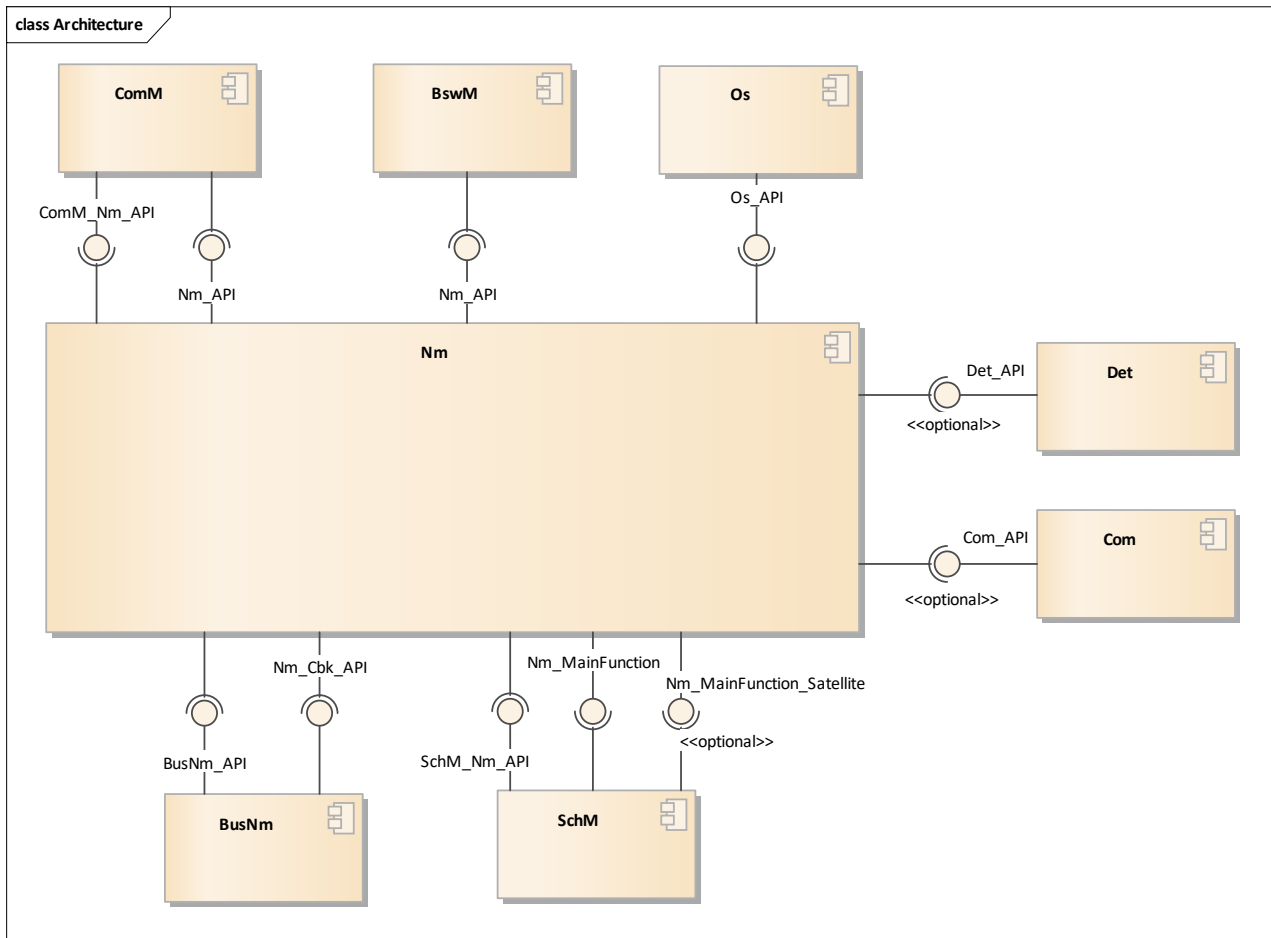 class Architecture
ComM
BswM
Os
ComM_Nm_API
Os_API
Nm_API
Nm_API
Nm
Det_API
Det
<<optional>>
Com_API
Com
<<optional>>
Nm_Cbk_API
Nm_MainFunction
Nm_MainFunction_Satellite
<<optional>>
BusNm_API
SchM_Nm_API
BusNm
SchM